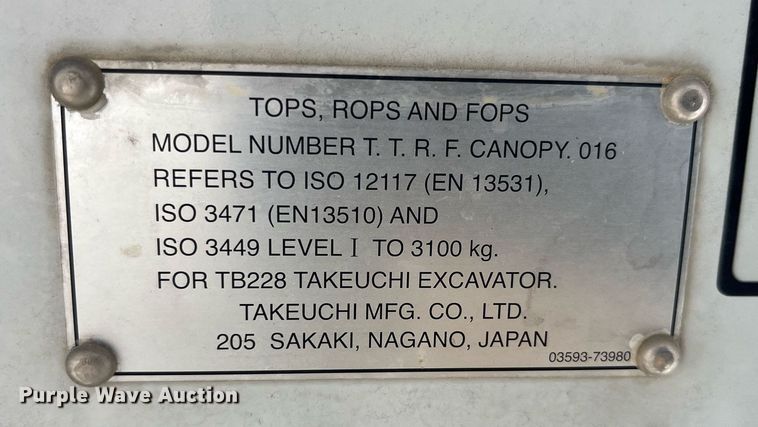 TOPS, ROPS AND FOPS
MODEL NUMBER T. T. R. F. CANOPY. 016
REFERS TO ISO 12117 (EN 13531),
ISO 3471 (EN13510) AND
ISO 3449 LEVEL I TO 3100 kg.
FOR TB228 TAKEUCHI EXCAVATOR.
TAKEUCHI MFG. CO., LTD.
205 SAKAKI, NAGANO, JAPAN
03593-73980
Purple Wave Auction